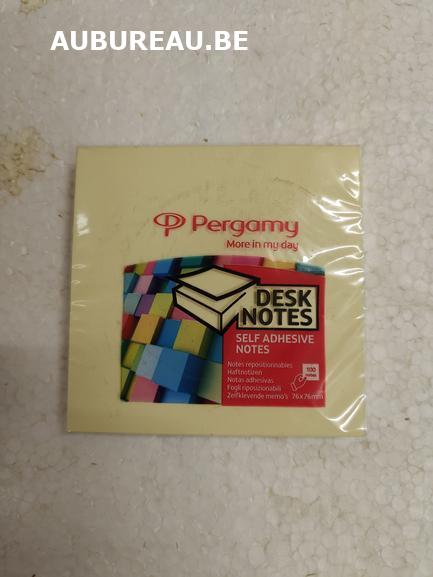 AUBUREAU.BE
Pergamy
More in my day
DESK
NOTES
SELF ADHESIVE
NOTES
Notes repositionnables
Haftnotizen
Notas adhesivas
Fogli riposizionabili
Zelfklevende memo's 76x76mm
100
notes